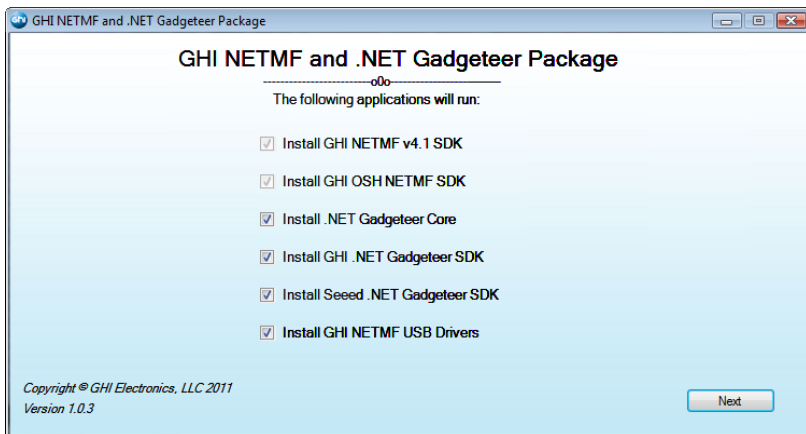 GHI NETMF and .NET Gadgeteer Package
GHI NETMF and .NET Gadgeteer Package
--------------------------o0o--------------------------
The following applications will run:
Install GHI NETMF v4.1 SDK
Install GHI OSH NETMF SDK
Install .NET Gadgeteer Core
Install GHI .NET Gadgeteer SDK
Install Seeed .NET Gadgeteer SDK
Install GHI NETMF USB Drivers
Copyright © GHI Electronics, LLC 2011
Version 1.0.3
Next